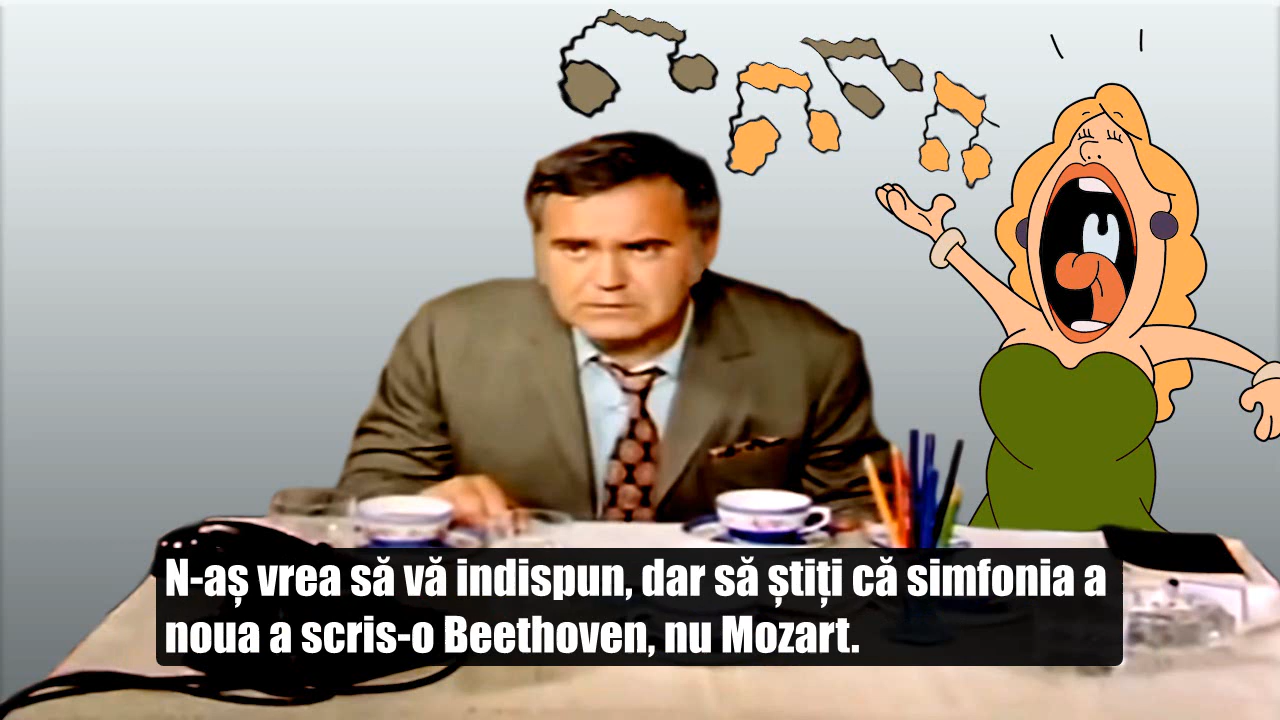 N-aș vrea să vă indispun, dar să știți că simfonia a
noua a scris-o Beethoven, nu Mozart.